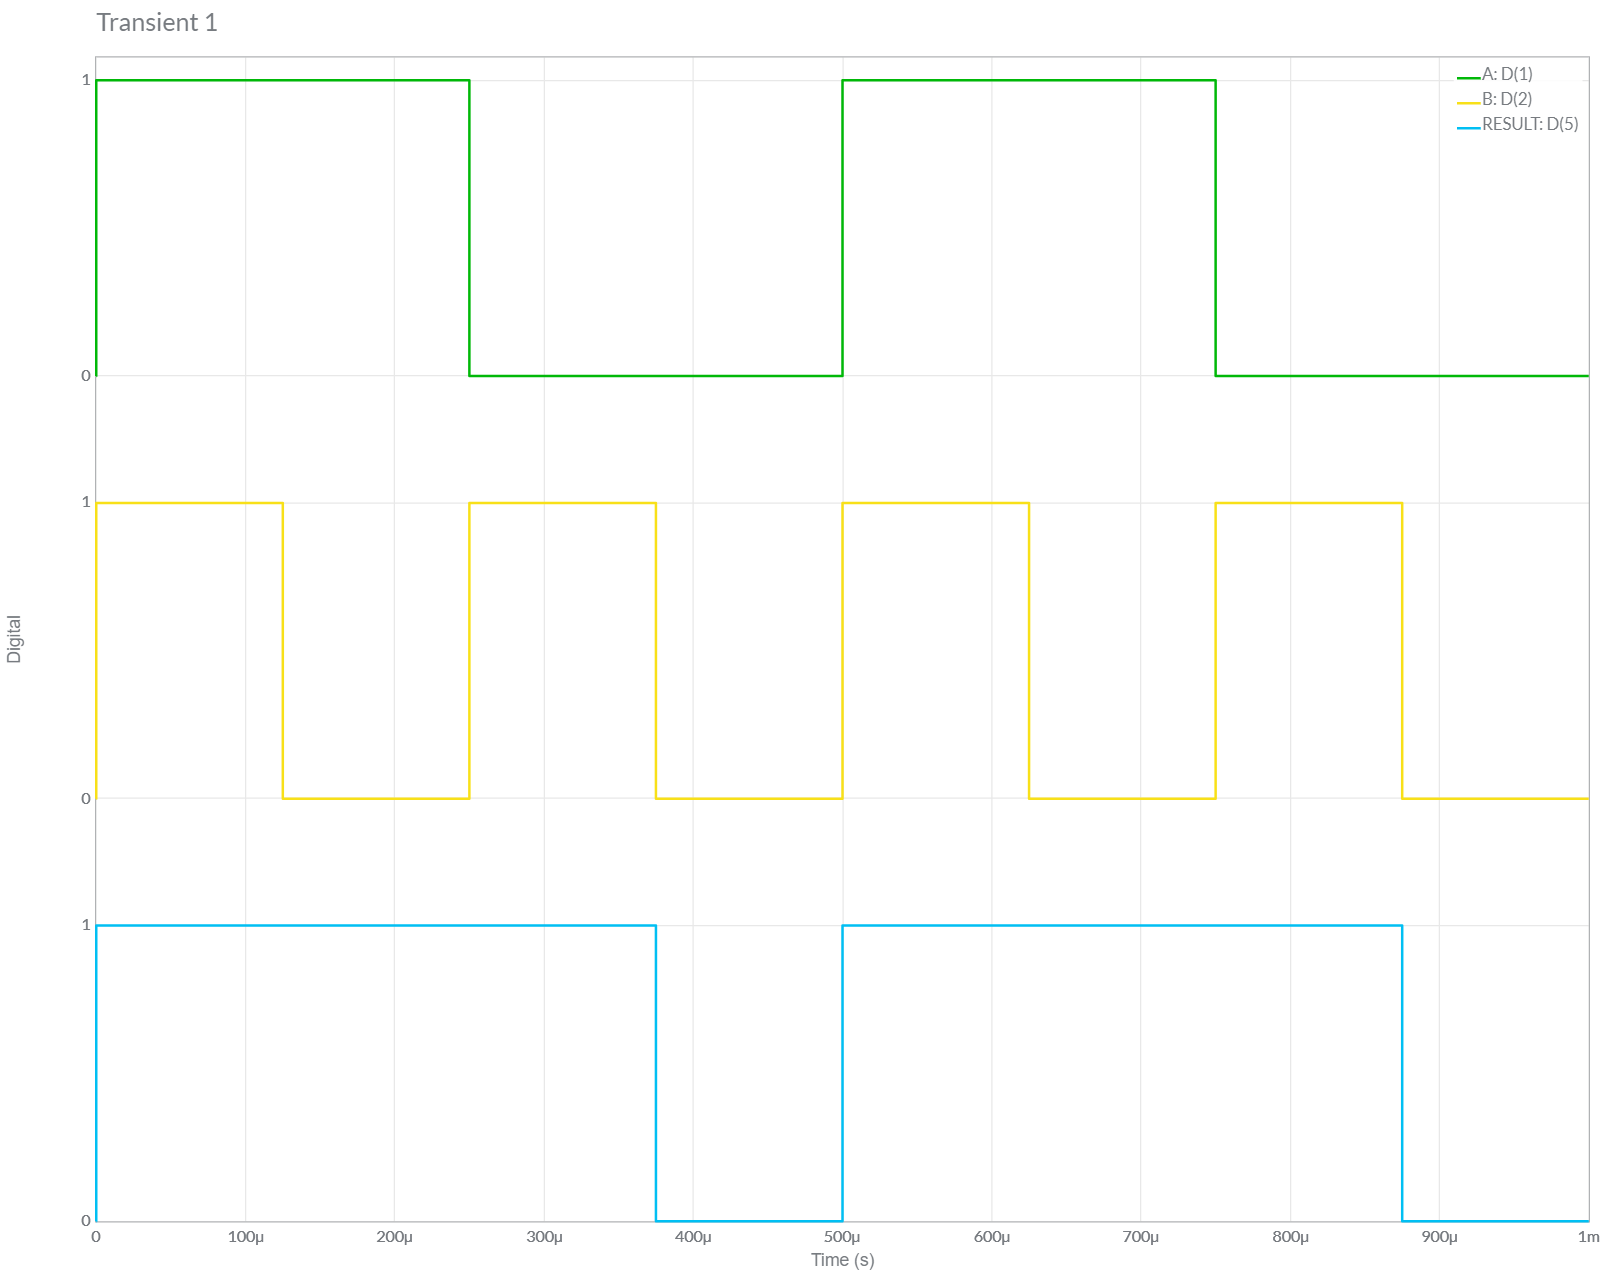 Transient 1
A: D(1)
B: D(2)
RESULT: D(5)
1
0
1
0
1
0
Digital
0 100µ 200µ 300µ 400µ 500µ 600µ 700µ 800µ 900µ 1m
Time (s)